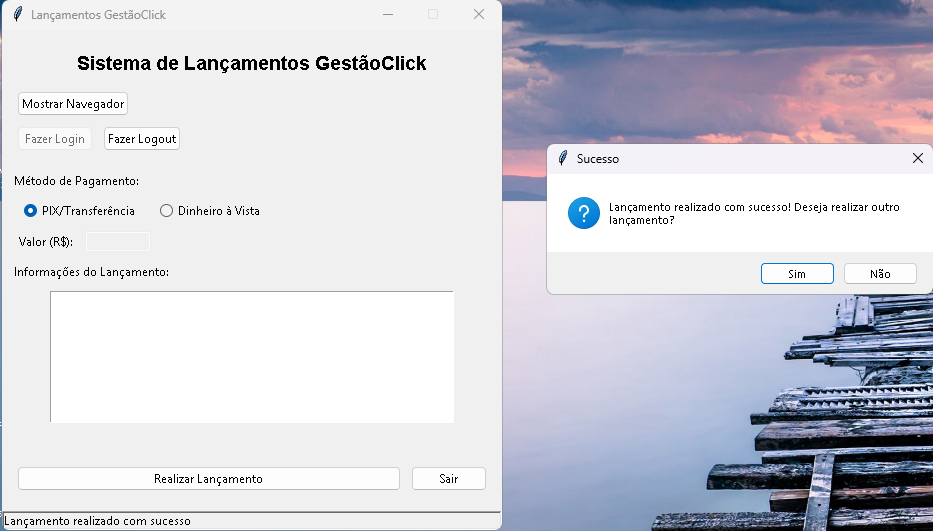 Lançamentos GestãoClick
Sistema de Lançamentos GestãoClick
Mostrar Navegador
Fazer Login
Fazer Logout
Método de Pagamento:
PIX/Transferência
Dinheiro à Vista
Valor (R$):
Informações do Lançamento:
Realizar Lançamento
Sair
Lançamento realizado com sucesso
Sucesso
Lançamento realizado com sucesso! Deseja realizar outro
lançamento?
Sim
Não